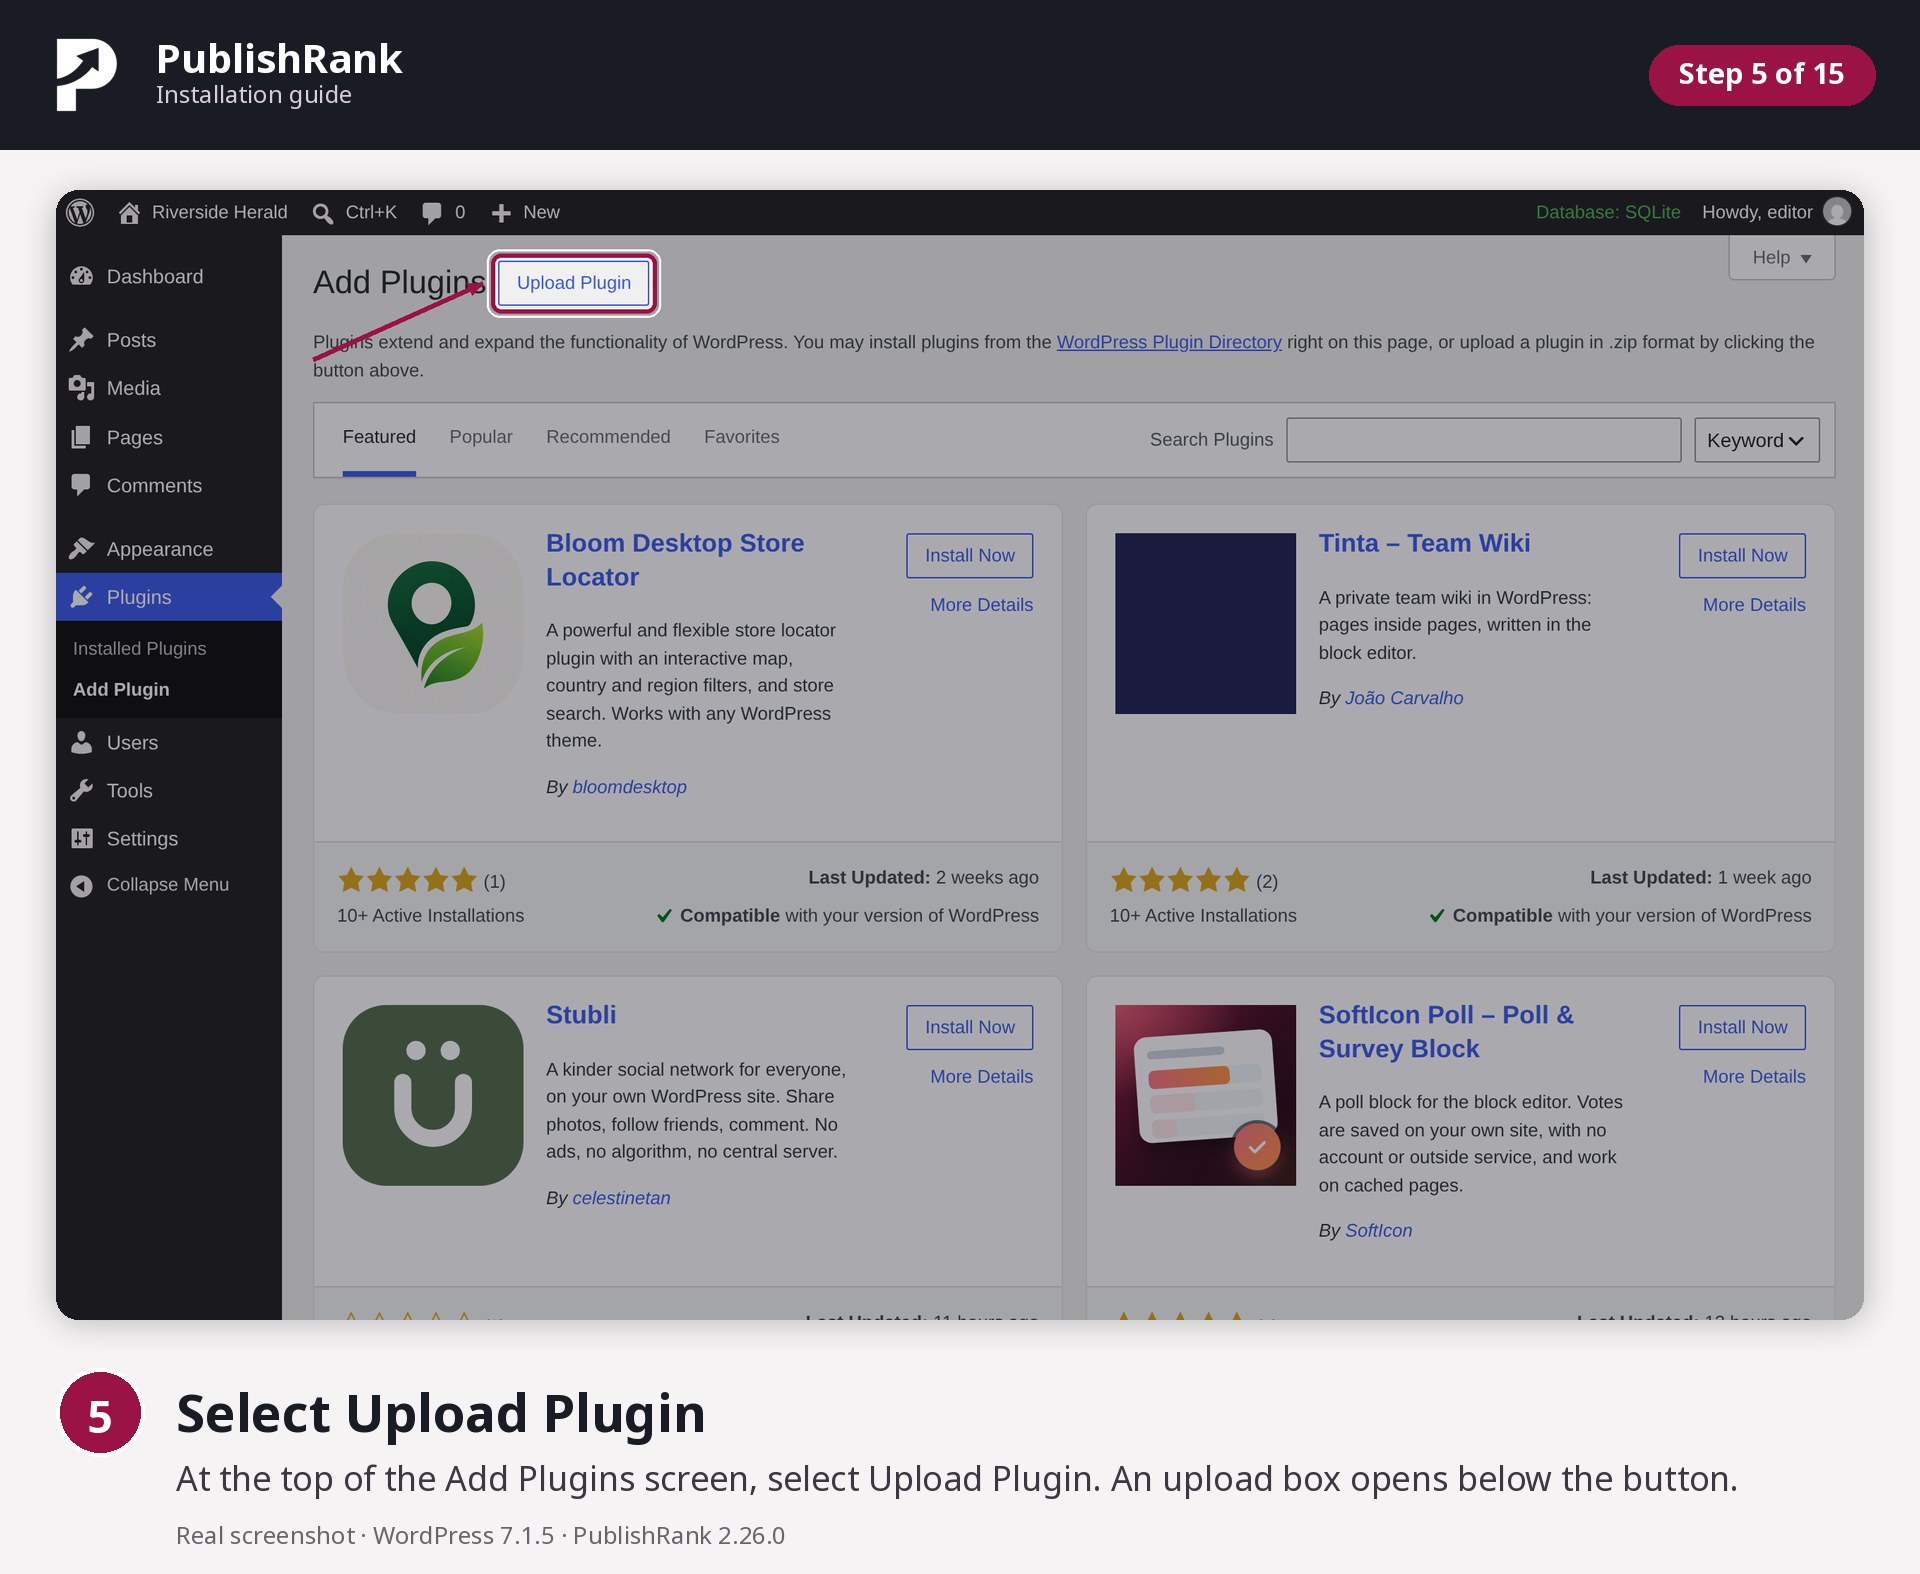 PublishRank
Installation guide
Step 5 of 15
Riverside Herald
Ctrl+K
0
New
Database: SQLite
Howdy, editor
Dashboard
Posts
Media
Pages
Comments
Appearance
Plugins
Installed Plugins
Add Plugin
Users
Tools
Settings
Collapse Menu
Add Plugins
Upload Plugin
Help
Plugins extend and expand the functionality of WordPress. You may install plugins from the WordPress Plugin Directory right on this page, or upload a plugin in .zip format by clicking the
button above.
Featured
Popular
Recommended
Favorites
Search Plugins
Keyword
Bloom Desktop Store
Locator
Install Now
More Details
A powerful and flexible store locator
plugin with an interactive map,
country and region filters, and store
search. Works with any WordPress
theme.
By bloomdesktop
(1)
Last Updated: 2 weeks ago
10+ Active Installations
Compatible with your version of WordPress
Tinta – Team Wiki
Install Now
More Details
A private team wiki in WordPress:
pages inside pages, written in the
block editor.
By João Carvalho
(2)
Last Updated: 1 week ago
10+ Active Installations
Compatible with your version of WordPress
Stubli
Install Now
More Details
A kinder social network for everyone,
on your own WordPress site. Share
photos, follow friends, comment. No
ads, no algorithm, no central server.
By celestinetan
Last Updated: 11 hours ago
SoftIcon Poll – Poll &
Survey Block
Install Now
More Details
A poll block for the block editor. Votes
are saved on your own site, with no
account or outside service, and work
on cached pages.
By SoftIcon
Last Updated: 12 hours ago
5
Select Upload Plugin
At the top of the Add Plugins screen, select Upload Plugin. An upload box opens below the button.
Real screenshot · WordPress 7.1.5 · PublishRank 2.26.0